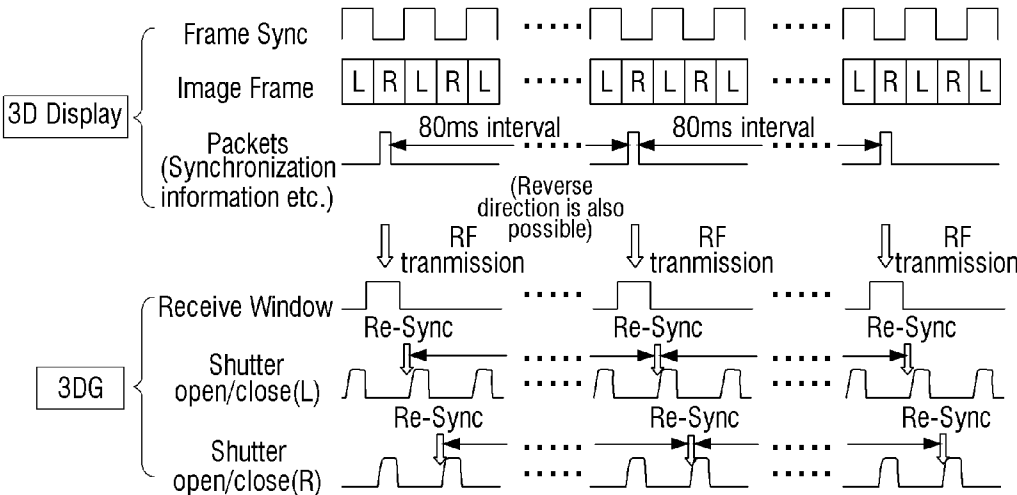 Frame Sync
Image Frame
L R L R L
L R L R L
L R L R L
3D Display
80ms interval
80ms interval
Packets
(Synchronization
information etc.)
(Reverse
direction is also
possible)
RF
tranmission
RF
tranmission
RF
tranmission
Receive Window
Re-Sync
Re-Sync
Re-Sync
3DG
Shutter
open/close(L)
Re-Sync
Re-Sync
Re-Sync
Shutter
open/close(R)